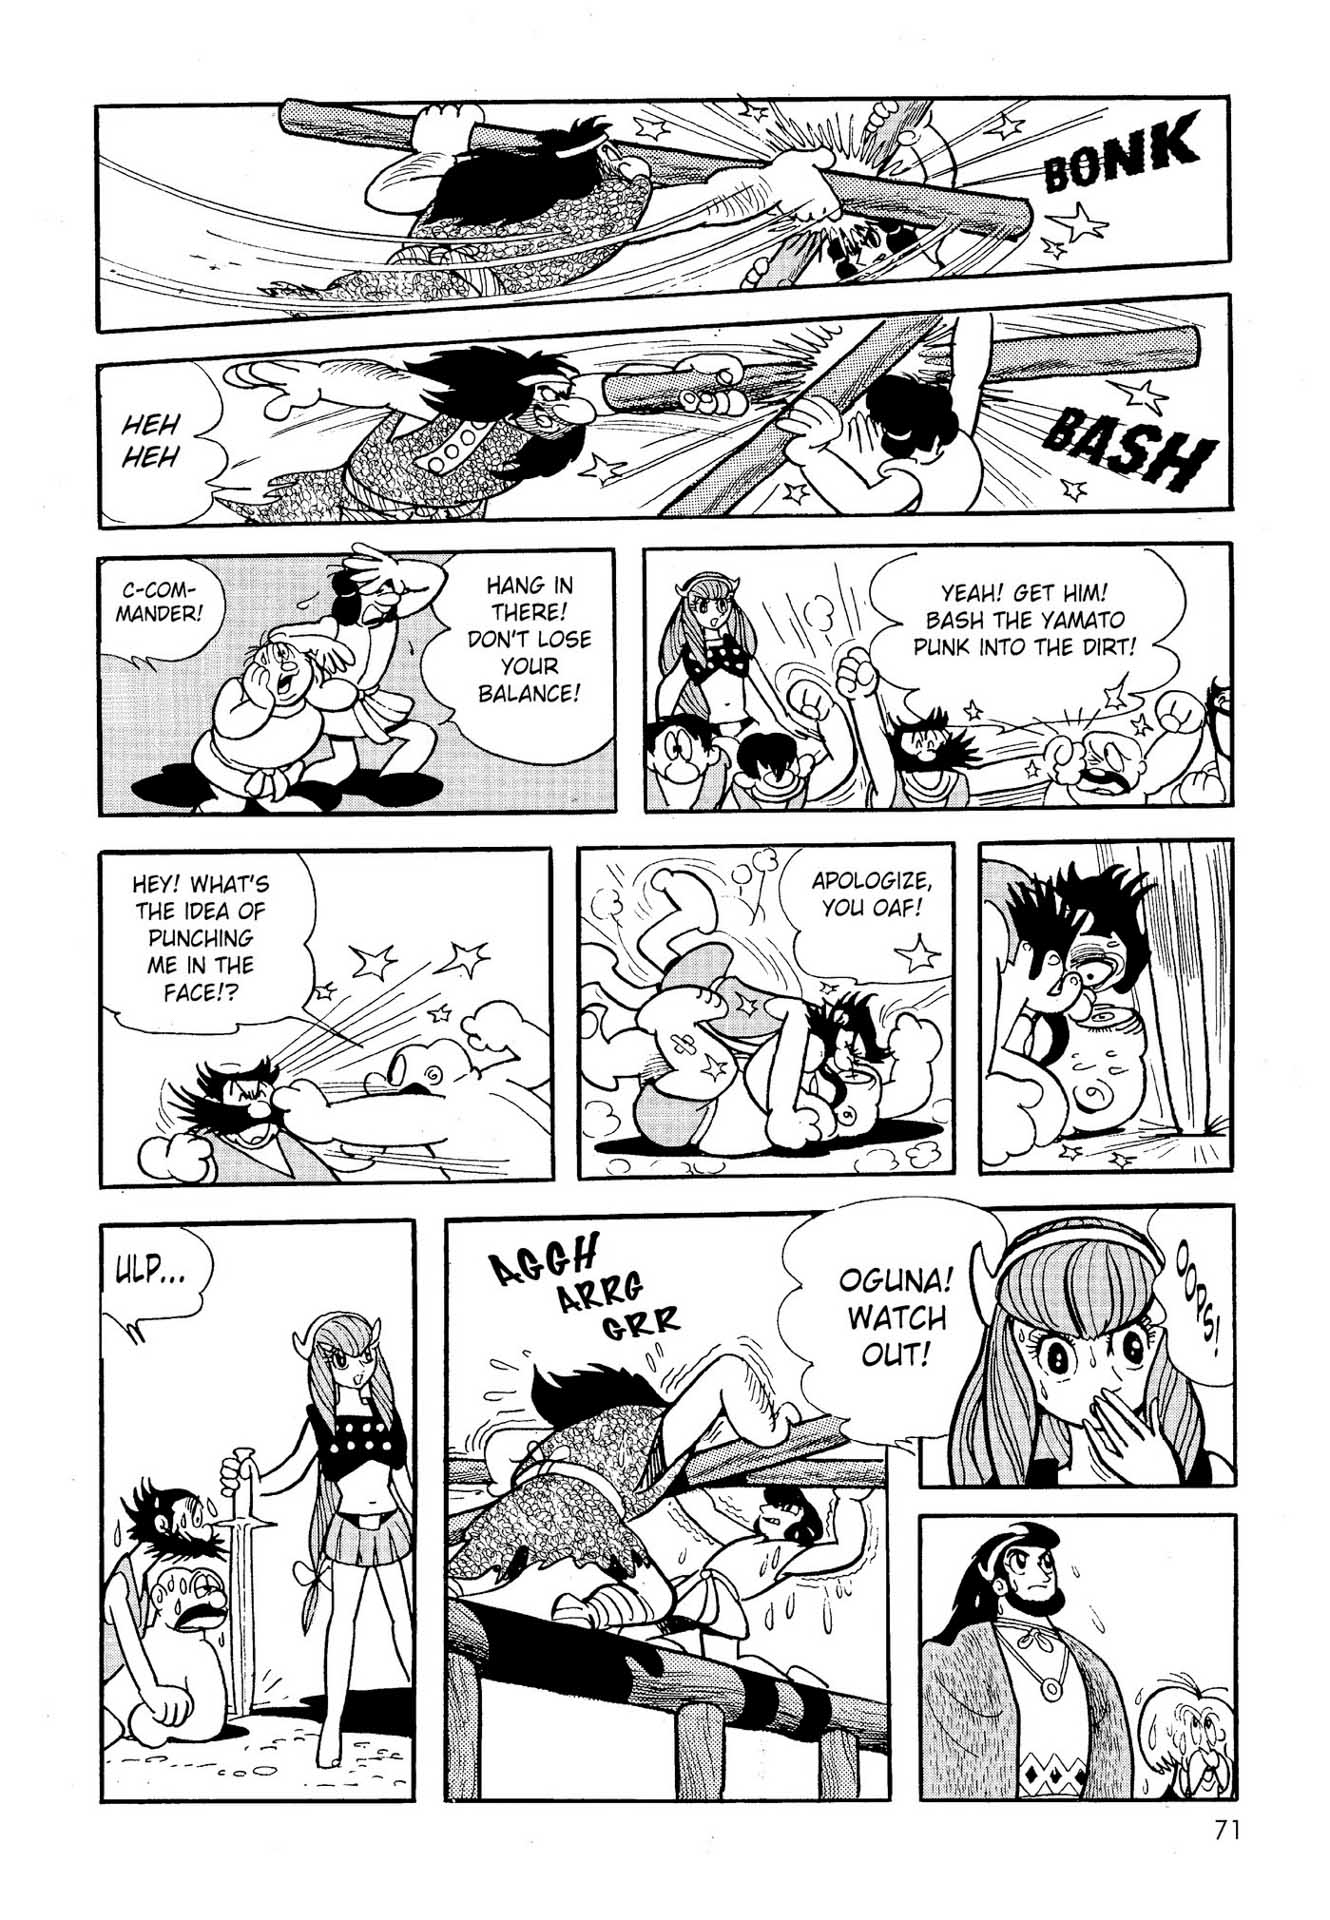 BONK
HEH
HEH
BASH
C-COM-
MANDER!
HANG IN
THERE!
DON'T LOSE
YOUR
BALANCE!
YEAH! GET HIM!
BASH THE YAMATO
PUNK INTO THE DIRT!
HEY! WHAT'S
THE IDEA OF
PUNCHING
ME IN THE
FACE!?
APOLOGIZE,
YOU OAF!
ULP...
AGGH
ARRG
GRR
OGUNA!
WATCH
OUT!
OOPS!
71